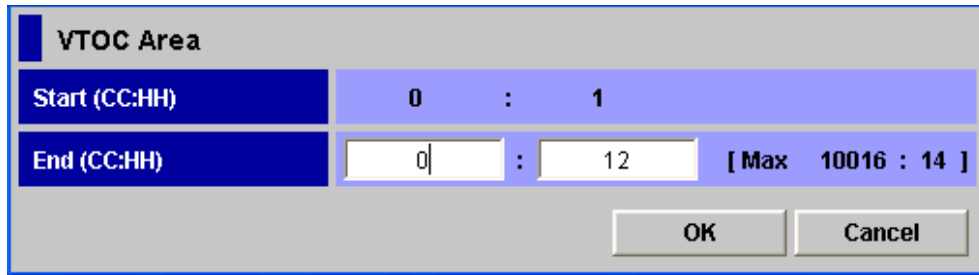 VTOC Area
Start (CC:HH) 0 : 1
End (CC:HH) 0 : 12 [ Max 10016 : 14 ]
OK Cancel